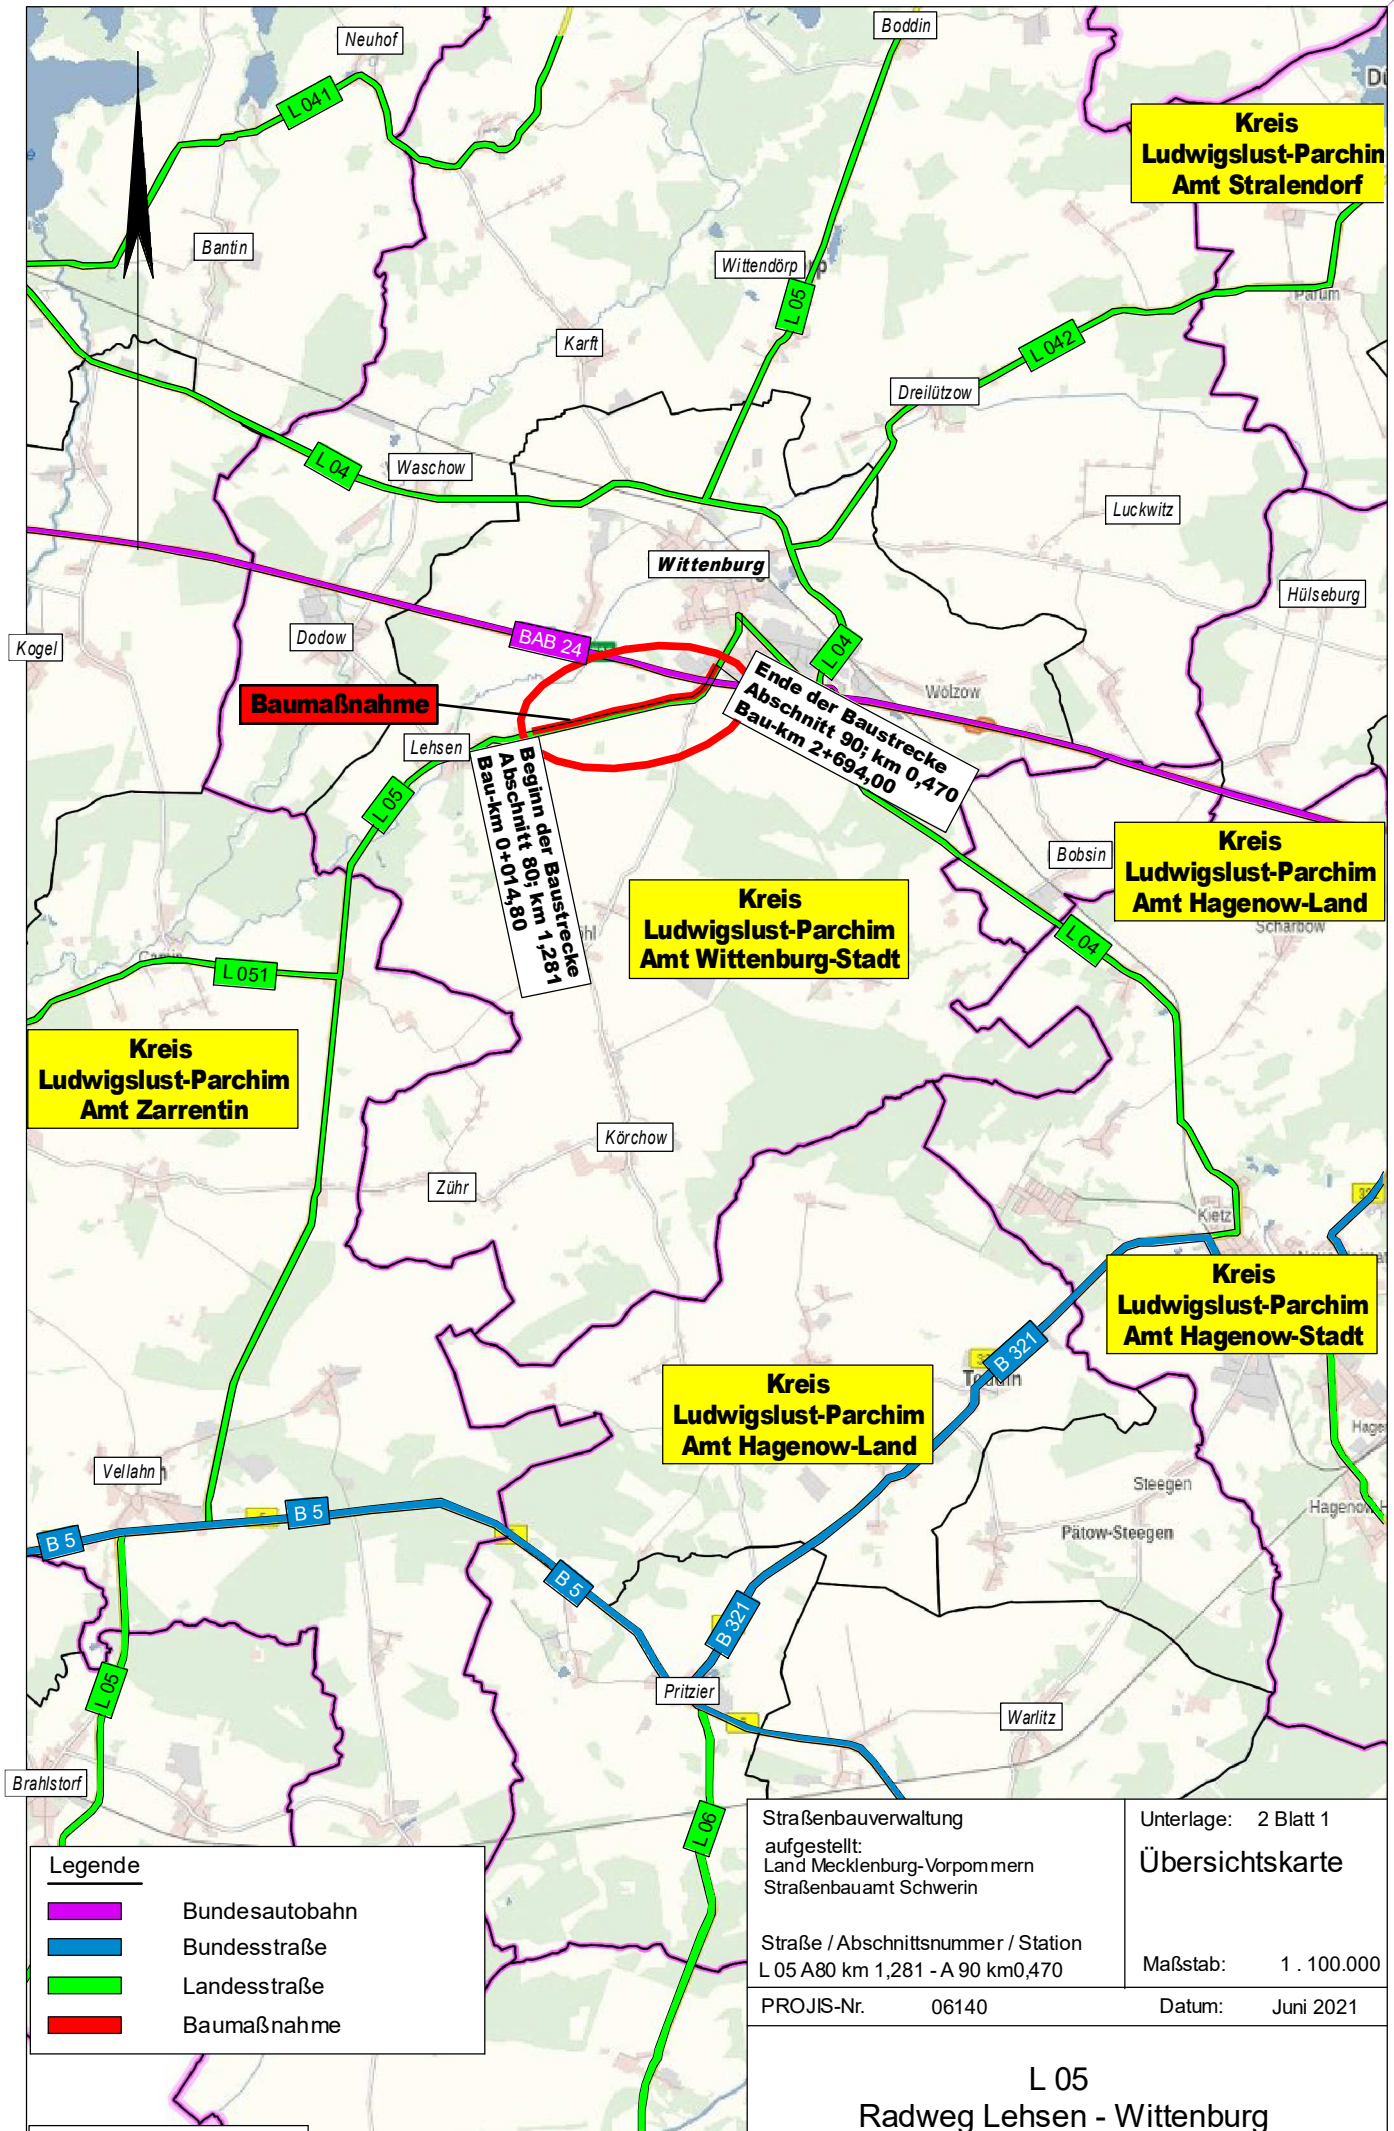 Boddin
Neuhof
Dü
L 041
Kreis
Ludwigslust-Parchin
Amt Stralendorf
Bantin
Wittendörp
L 05
Parum
Karft
L 042
Dreilützow
L 04
Waschow
Luckwitz
Wittenburg
Hülseburg
Kogel
Dodow
BAB 24
L 04
Wölzow
Baumaßnahme
Lehsen
Ende der Baustrecke
Abschnitt 90; km 0,470
Bau-km 2+694,00
Beginn der Baustrecke
Abschnitt 80; km 1,281
Bau-km 0+014,80
L 05
Bobsin
Kreis
Ludwigslust-Parchim
Amt Hagenow-Land
Scharbow
Kreis
Ludwigslust-Parchim
Amt Wittenburg-Stadt
L 04
L 051
Kreis
Ludwigslust-Parchim
Amt Zarrentin
Körchow
Zühr
Kietz
Kreis
Ludwigslust-Parchim
Amt Hagenow-Stadt
B 321
Kreis
Ludwigslust-Parchim
Amt Hagenow-Land
Vellahn
Steegen
Hagenow
Pätow-Steegen
B 5
B 5
B 5
B 321
Pritzier
Warlitz
L 05
Brahlstorf
L 06
Legende
Bundesautobahn
Bundesstraße
Landesstraße
Baumaßnahme
Straßenbauverwaltung
aufgestellt:
Land Mecklenburg-Vorpommern
Straßenbauamt Schwerin
Straße / Abschnittsnummer / Station
L 05 A80 km 1,281 - A 90 km0,470
Unterlage: 2 Blatt 1
Übersichtskarte
Maßstab: 1 . 100.000
PROJIS-Nr. 06140
Datum: Juni 2021
L 05
Radweg Lehsen - Wittenburg